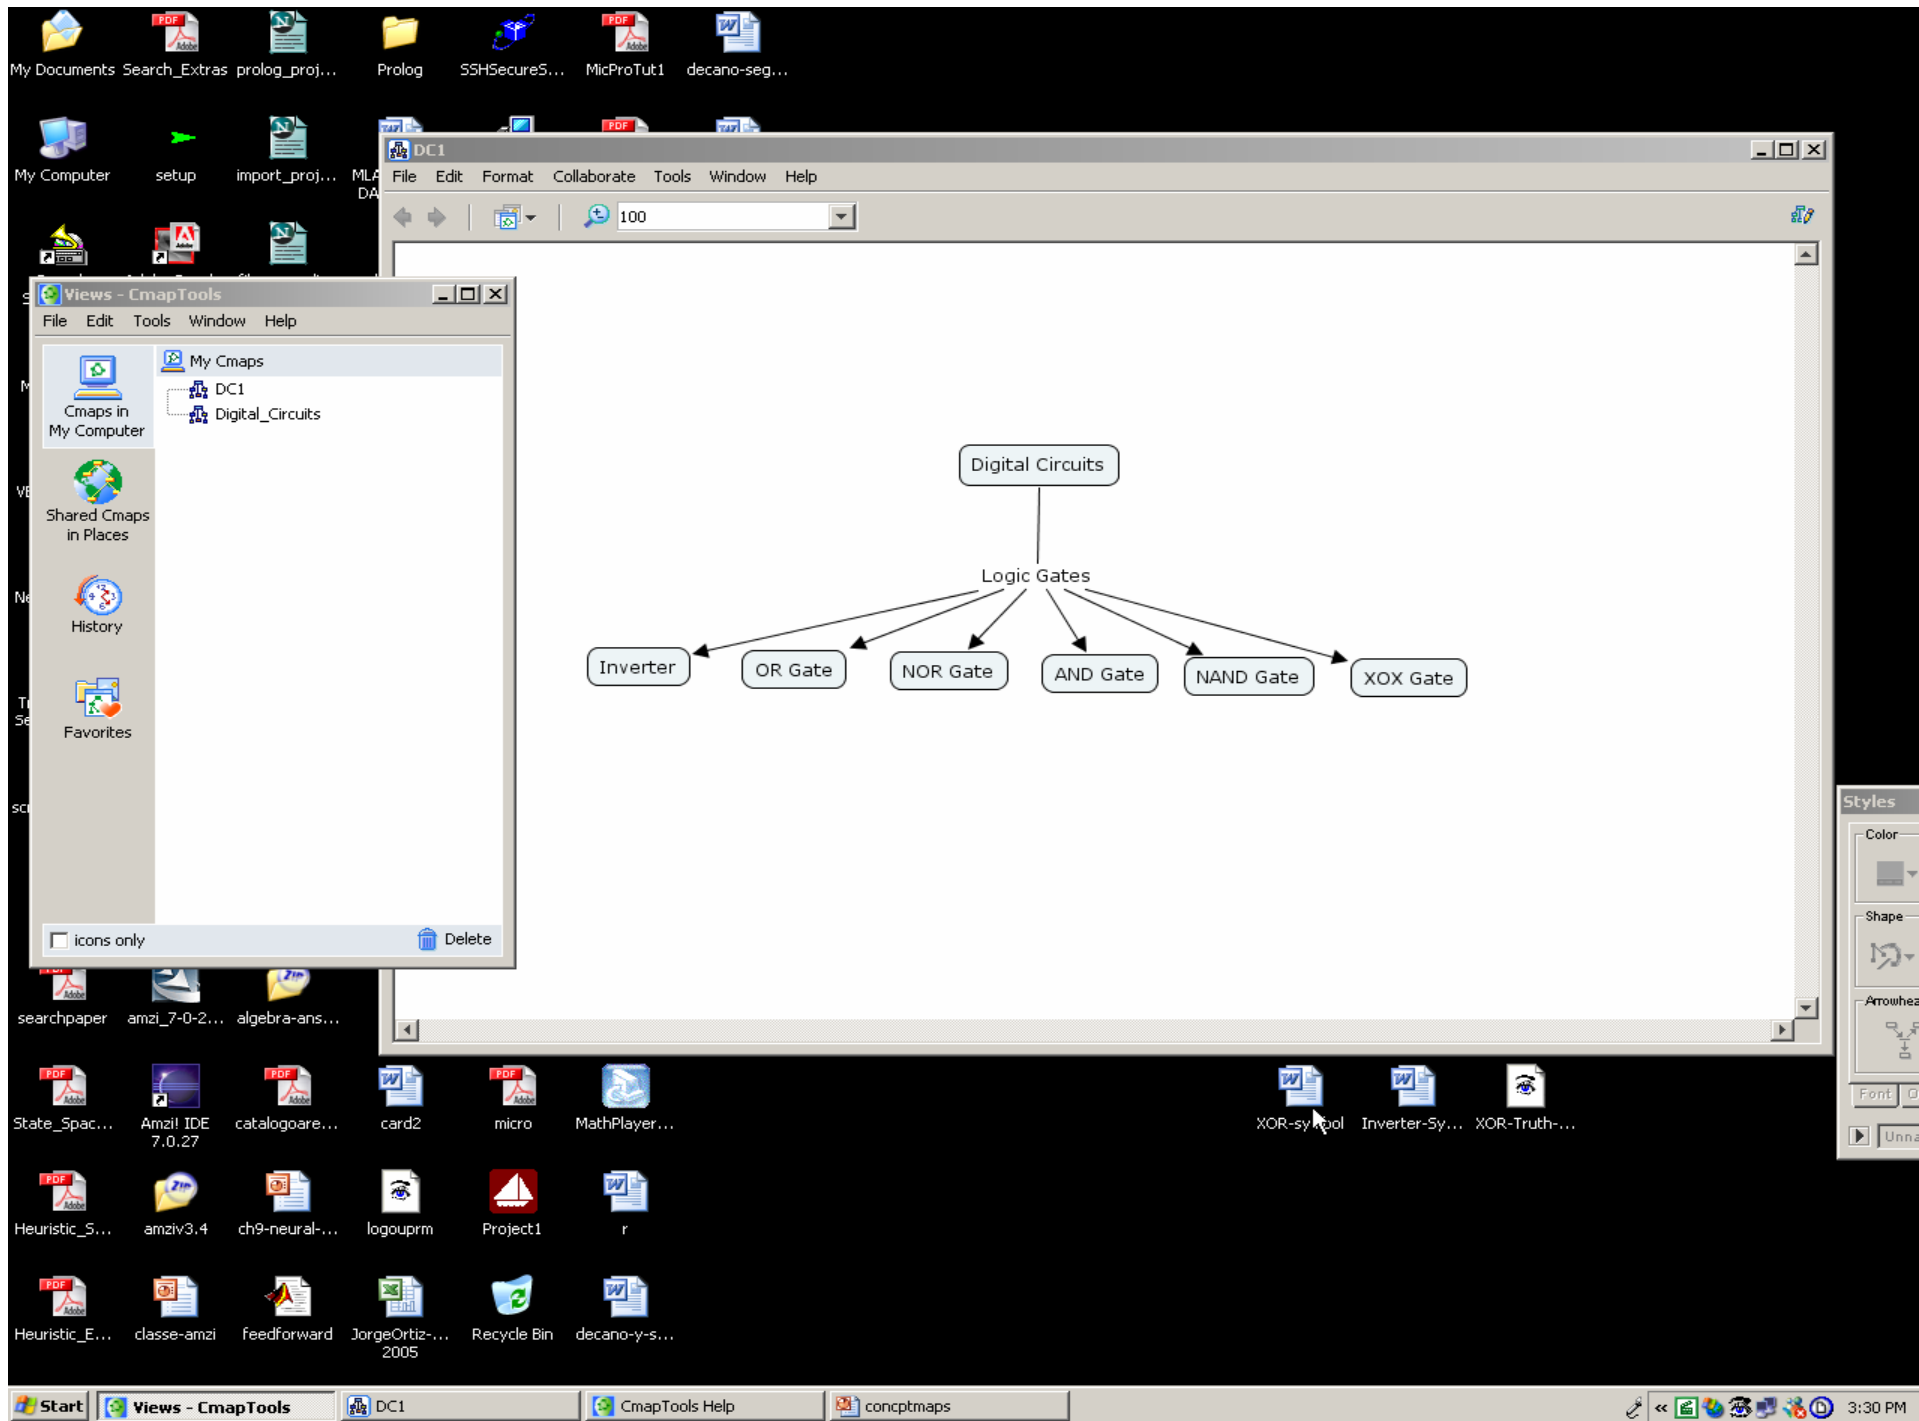 My Documents
Search_Extras
prolog_proj...
Prolog
SSHSecureS...
MicProTut1
decano-seg...
My Computer
setup
import_proj...
DC1
File Edit Format Collaborate Tools Window Help
100
Views - CmapTools
File Edit Tools Window Help
Cmaps in
My Computer
Shared Cmaps
in Places
History
Favorites
My Cmaps
DC1
Digital_Circuits
icons only
Delete
Digital Circuits
Logic Gates
Inverter
OR Gate
NOR Gate
AND Gate
NAND Gate
XOX Gate
Styles
Color
Shape
Font
searchpaper
amzi_7-0-2...
algebra-ans...
State_Spac...
Amzi! IDE
7.0.27
catalogoare...
card2
micro
MathPlayer...
Inverter-Sy...
XOR-Truth-...
Heuristic_S...
amziv3.4
ch9-neural-...
logouprm
Project1
r
Heuristic_E...
classe-amzi
feedforward
JorgeOrtiz-...
2005
Recycle Bin
decano-y-s...
Start
Views - CmapTools
DC1
CmapTools Help
concptmaps
3:30 PM